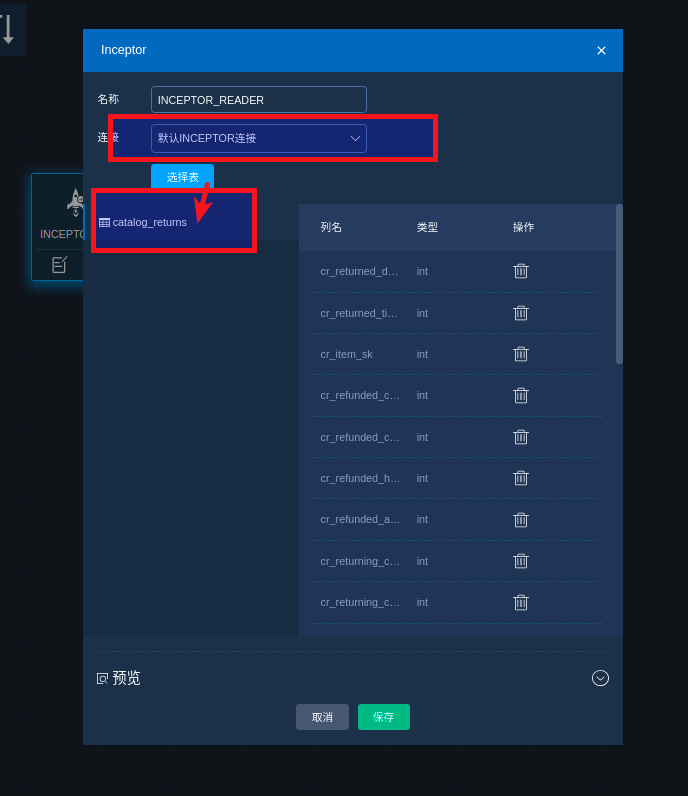 Inceptor
名称
INCEPTOR_READER
连接
默认INCEPTOR连接
选择表
INCEPTO
catalog_returns
列名 类型 操作
cr_returned_d... int
cr_returned_ti... int
cr_item_sk int
cr_refunded_c... int
cr_refunded_c... int
cr_refunded_h... int
cr_refunded_a... int
cr_returning_c... int
cr_returning_c... int
预览
取消 保存